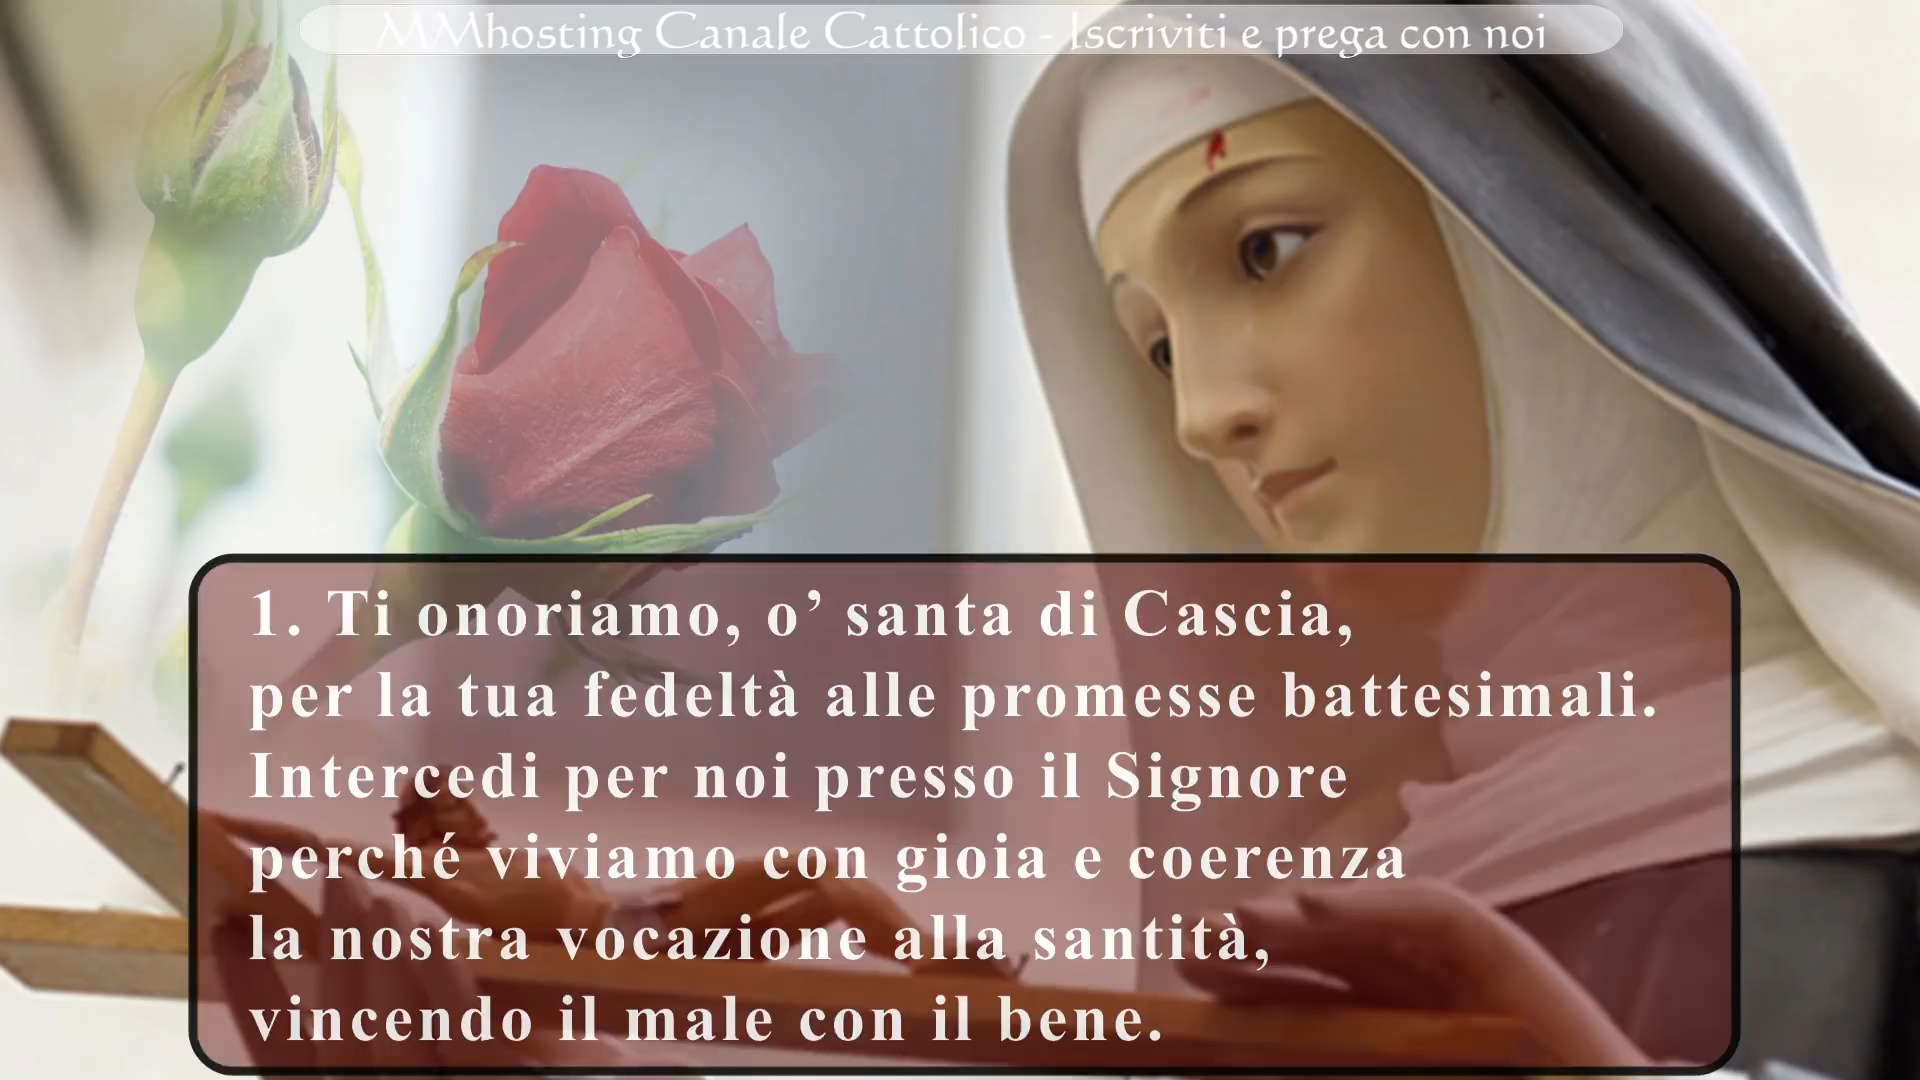 MMhosting Canale Cattolico - Iscriviti e prega con noi
1. Ti onoriamo, o’ santa di Cascia,
per la tua fedeltà alle promesse battesimali.
Intercedi per noi presso il Signore
perché viviamo con gioia e coerenza
la nostra vocazione alla santità,
vincendo il male con il bene.